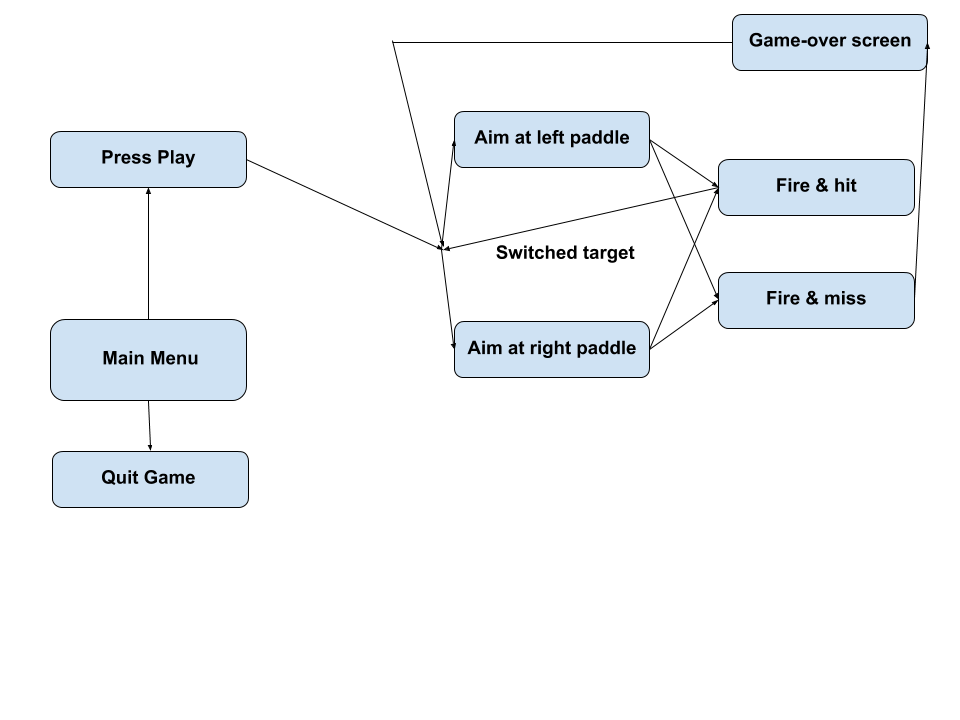 Game-over screen
Aim at left paddle
Press Play
Fire & hit
Switched target
Fire & miss
Aim at right paddle
Main Menu
Quit Game